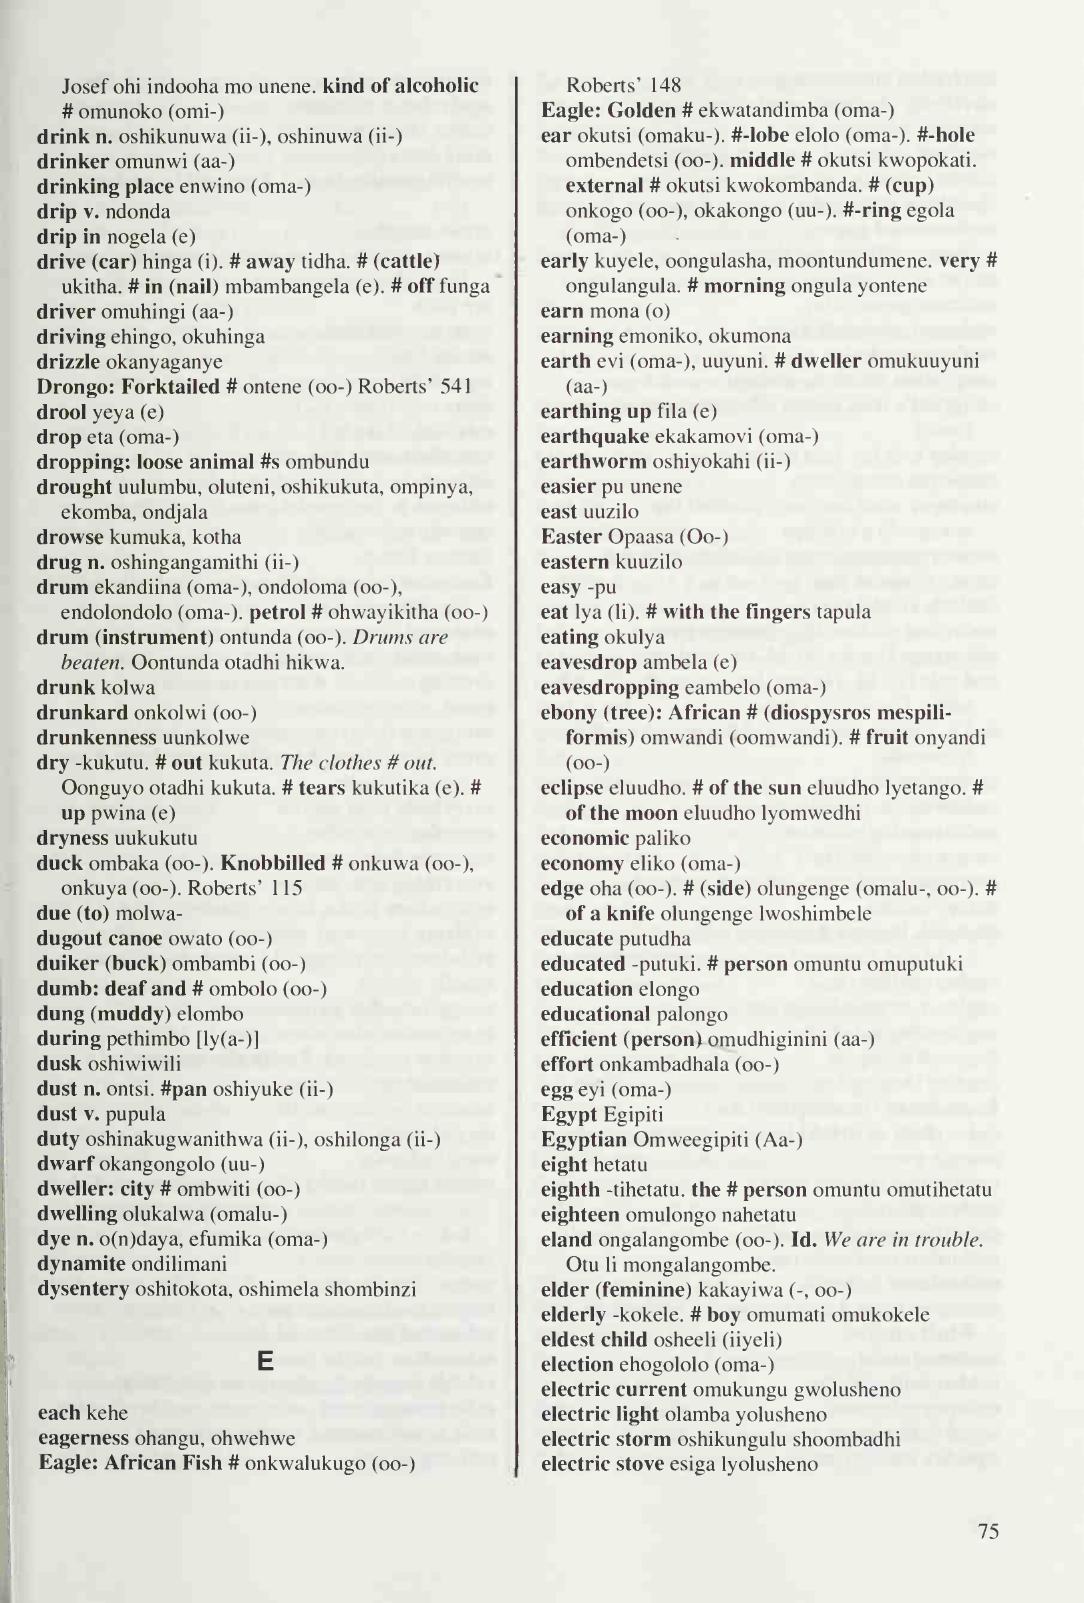 Josef ohi indooha mo unene. kind of alcoholic
# omunoko (omi-)
drink n. oshikunuwa (ii-), oshinuwa (ii-)
drinker omunwi (aa-)
drinking place enwino (oma-)
drip v. ndonda
drip in nogela (e)
drive (car) hinga (i). # away tidha. # (cattle)
ukitha. # in (nail) mbambangela (e). # off funga
driver omuhingi (aa-)
driving ehingo, okuhinga
drizzle okanyaganye
Drongo: Forktailed # ontene (oo-) Roberts' 541
drool yeya (e)
drop eta (oma-)
dropping: loose animal #s ombundu
drought uulumbu, oluteni, oshikukuta, ompinya,
ekomba, ondjala
drowse kumuka, kotha
drug n. oshingangamithi (ii-)
drum ekandiina (oma-), ondoloma (oo-),
endolondolo (oma-). petrol # ohwayikitha (oo-)
drum (instrument) ontunda (oo-). Drums are
beaten. Oontunda otadhi hikwa.
drunk kolwa
drunkard onkolwi (oo-)
drunkenness uunkolwe
dry -kukutu. # out kukuta. The clothes # out.
Oonguyo otadhi kukuta. # tears kukutika (e). #
up pwina (e)
dryness uukukutu
duck ombaka (oo-). Knobbilled # onkuwa (oo-),
onkuya (oo-). Roberts' 115
due (to) molwa-
dugout canoe owato (oo-)
duiker (buck) ombambi (oo-)
dumb: deaf and # ombolo (oo-)
dung (muddy) elombo
during pethimbo [ly(a-)]
dusk oshiwiwili
dust n. ontsi. #pan oshiyuke (ii-)
dust v. pupula
duty oshinakugwanithwa (ii-), oshilonga (ii-)
dwarf okangongolo (uu-)
dweller: city # ombwiti (oo-)
dwelling olukalwa (omalu-)
dye n. o(n)daya, efumika (oma-)
dynamite ondilimani
dysentery oshitokota, oshimela shombinzi
E
each kehe
eagerness ohangu, ohwehwe
Eagle: African Fish # onkwalukugo (oo-)
Roberts' 148
Eagle: Golden # ekwatandimba (oma-)
ear okutsi (omaku-). #-lobe elolo (oma-). #-hole
ombendetsi (oo-). middle # okutsi kwopokati.
external # okutsi kwokombanda. # (cup)
onkogo (oo-), okakongo (uu-). #-ring egola
(oma-)
early kuyele, oongulasha, moontundumene. very #
ongulangula. # morning ongula yontene
earn mona (o)
earning emoniko, okumona
earth evi (oma-), uuyuni. # dweller omukuuyuni
(aa-)
earthing up fila (e)
earthquake ekakamovi (oma-)
earthworm oshiyokahi (ii-)
easier pu unene
east uuzilo
Easter Opaasa (Oo-)
eastern kuuzilo
easy -pu
eat lya (li). # with the fingers tapula
eating okulya
eavesdrop ambela (e)
eavesdropping eambelo (oma-)
ebony (tree): African # (diospysros mespili-
formis) omwandi (oomwandi). # fruit onyandi
(oo-)
eclipse eluudho. # of the sun eluudho lyetango. #
of the moon eluudho lyomwedhi
economic paliko
economy eliko (oma-)
edge oha (oo-). # (side) olungenge (omalu-, oo-). #
of a knife olungenge lwoshimbele
educate putudha
educated -putuki. # person omuntu omuputuki
education elongo
educational palongo
efficient (person) omudhiginini (aa-)
effort onkambadhala (oo-)
egg eyi (oma-)
Egypt Egipiti
Egyptian Omweegipiti (Aa-)
eight hetatu
eighth -tihetatu. the # person omuntu omutihetatu
eighteen omulongo nahetatu
eland ongalangombe (oo-). Id. We are in trouble.
Otu li mongalangombe.
elder (feminine) kakayiwa (-, oo-)
elderly -kokele. # boy omumati omukokele
eldest child osheeli (iiyeli)
election ehogololo (oma-)
electric current omukungu gwolusheno
electric light olamba yolusheno
electric storm oshikungulu shoombadhi
electric stove esiga lyolusheno
75